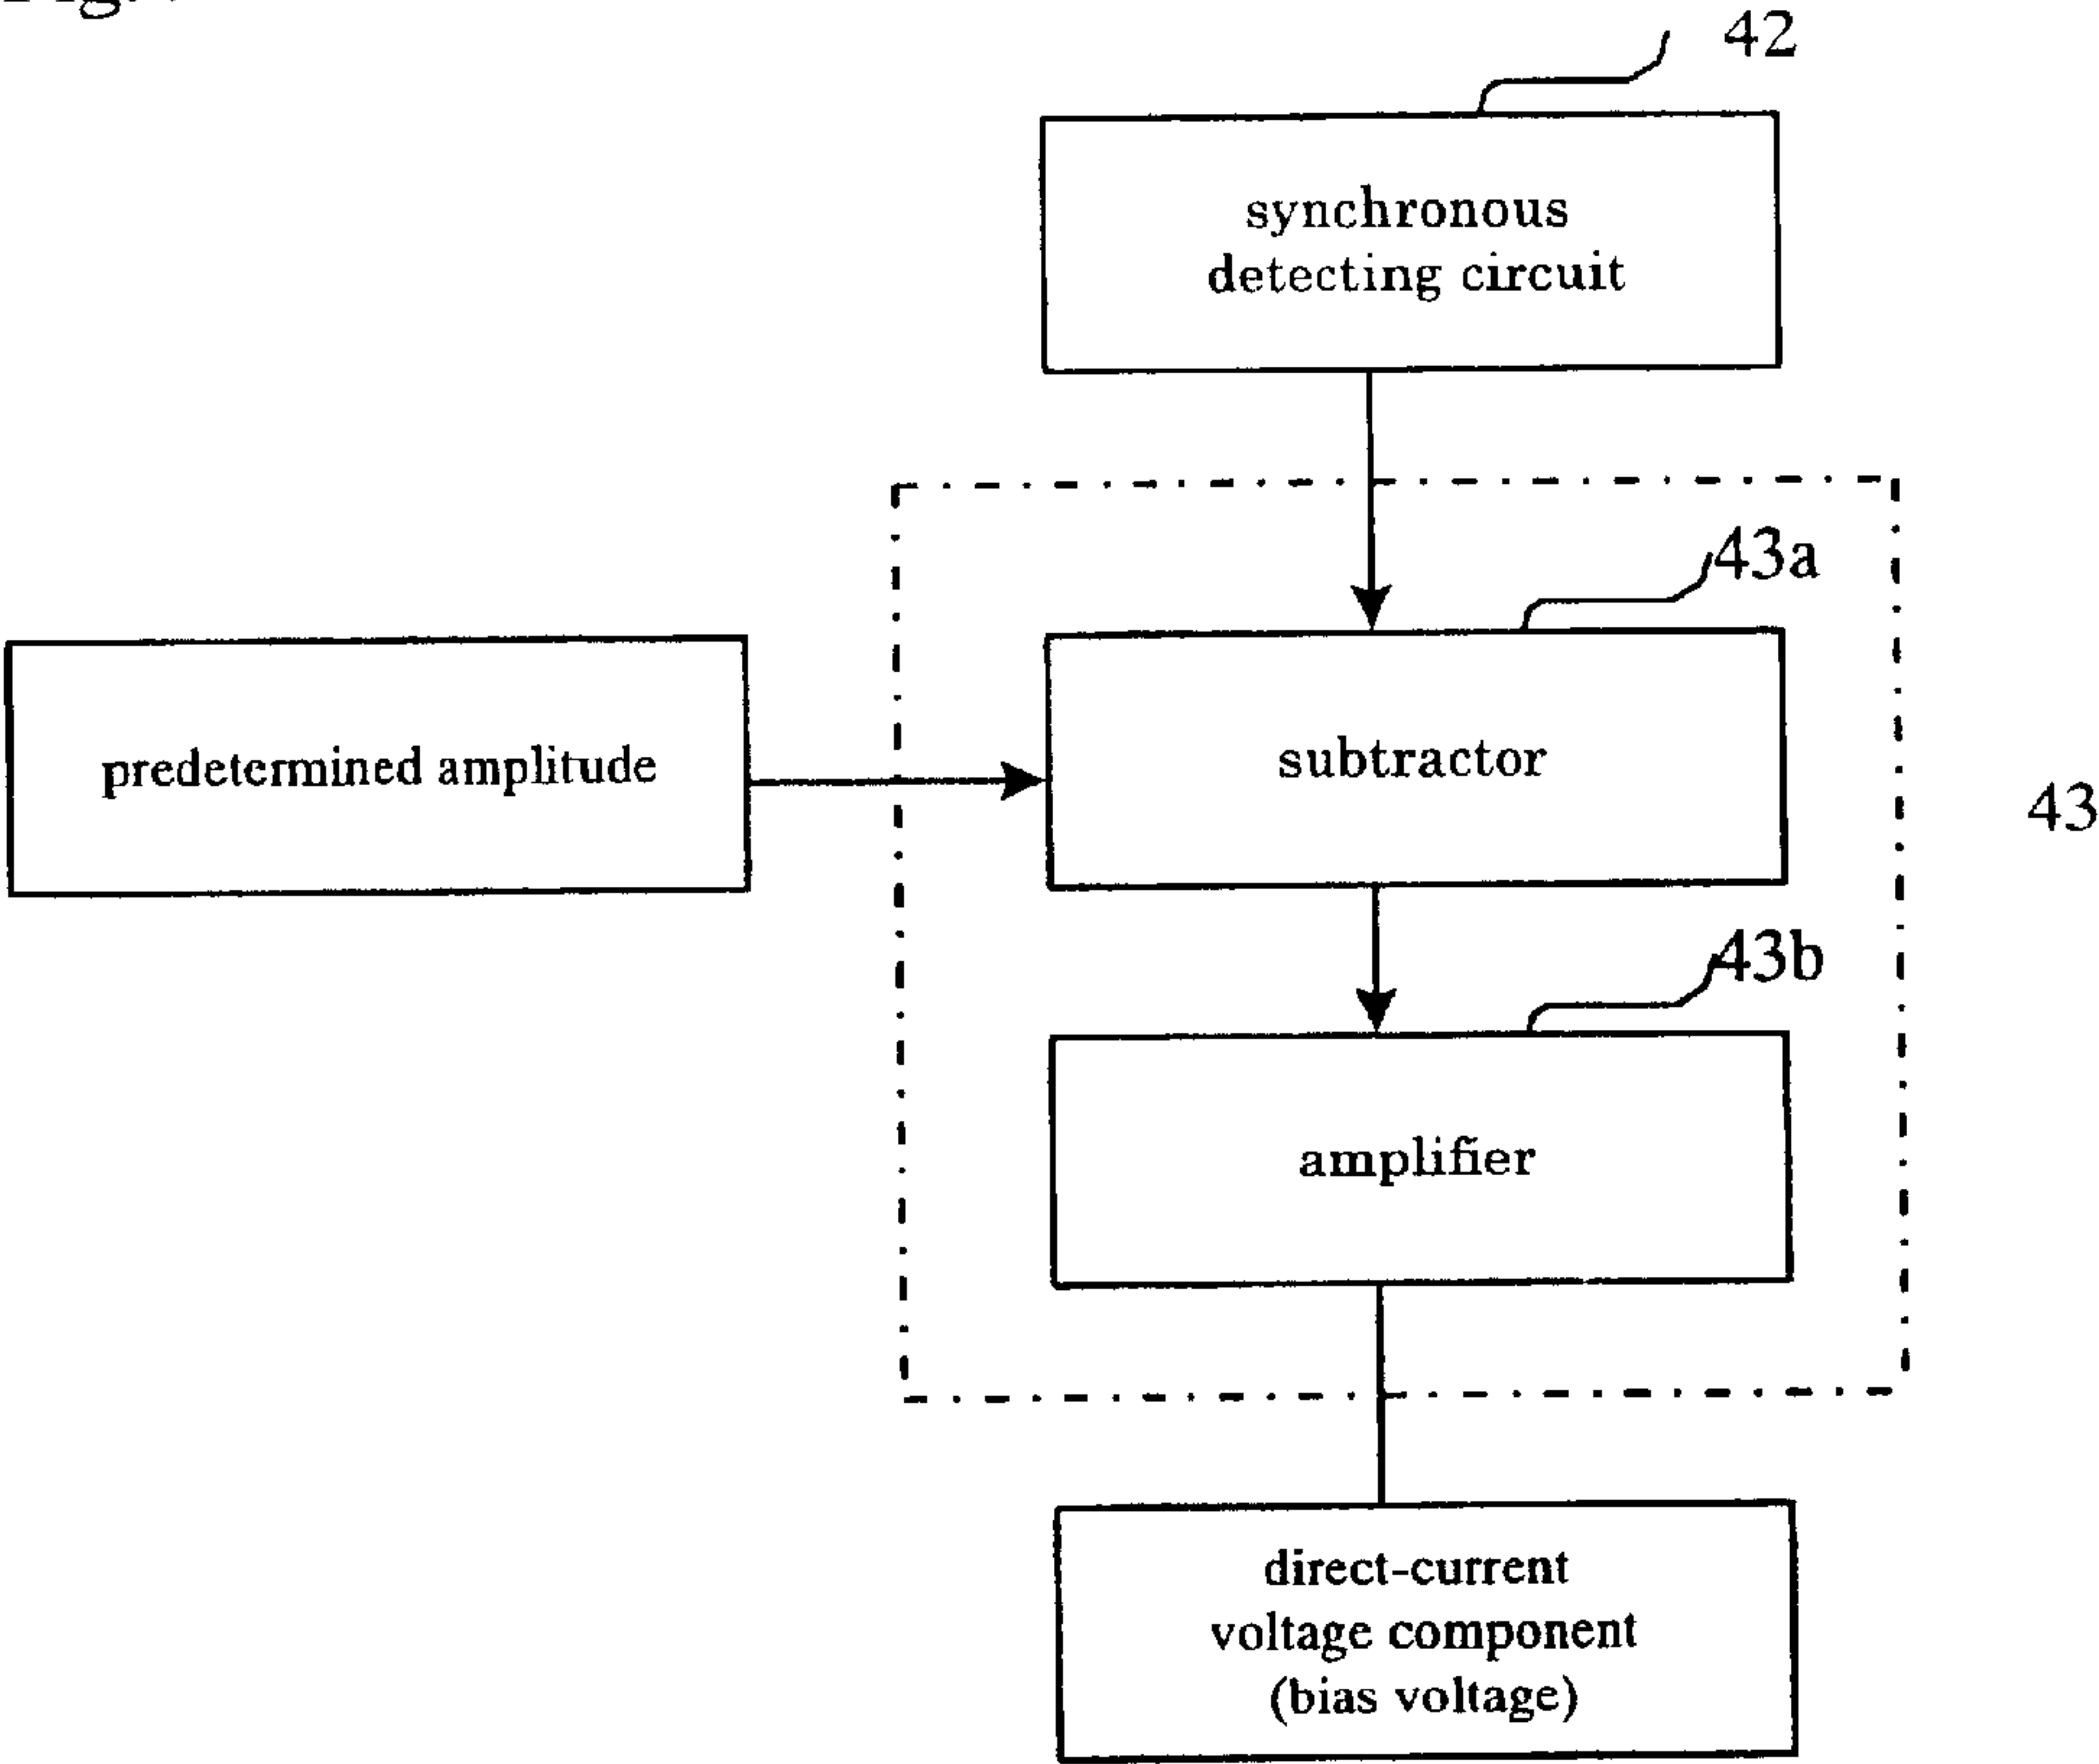 42
synchronous
detecting circuit
43a
predetermined amplitude
subtractor
43
43b
amplifier
direct-current
voltage component
(bias voltage)